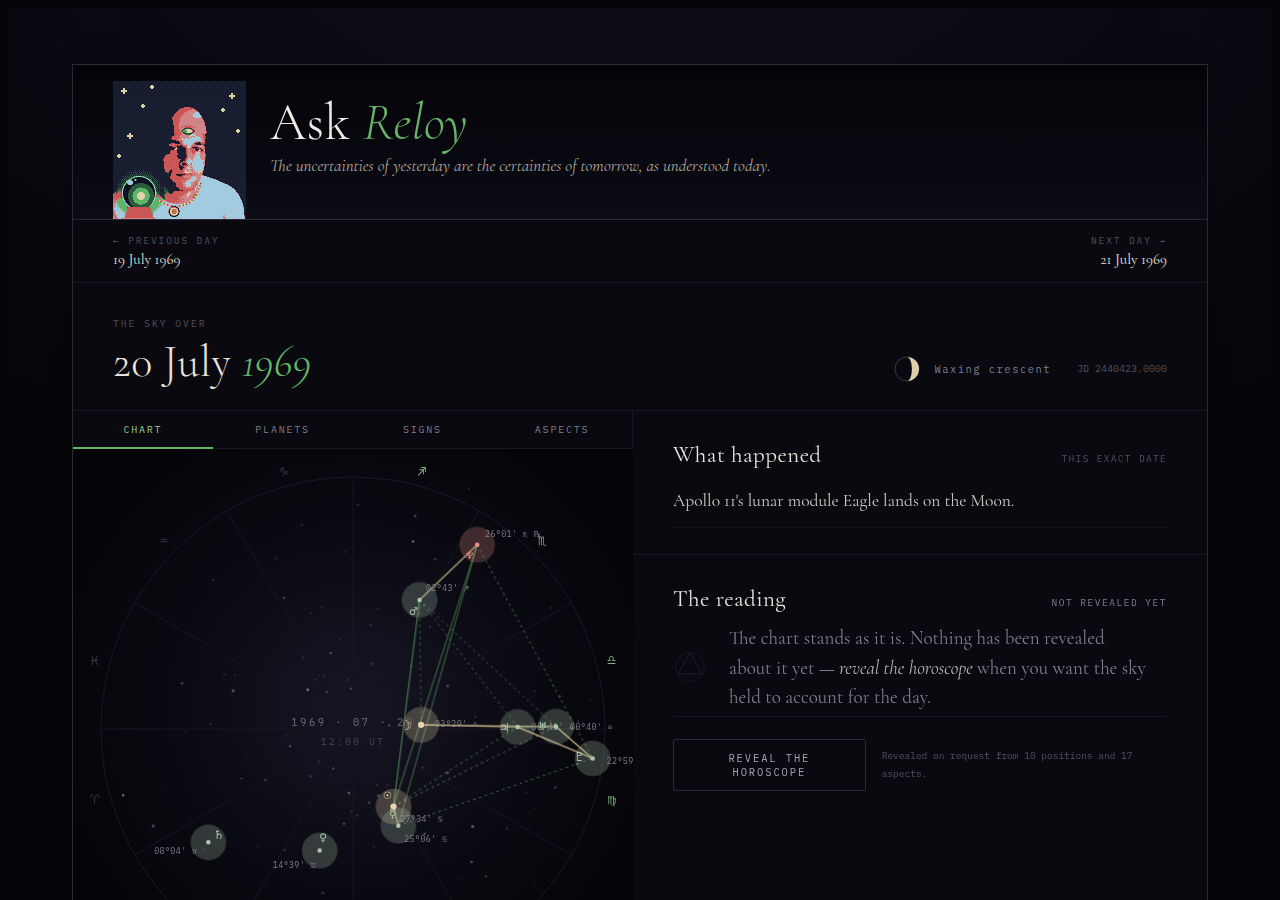 Ask Reloy
The uncertainties of yesterday are the certainties of tomorrow, as understood today.
← PREVIOUS DAY
19 July 1969
NEXT DAY →
21 July 1969
THE SKY OVER
20 July 1969
Waxing crescent
JD 2440423.0000
CHART
PLANETS
SIGNS
ASPECTS
What happened
THIS EXACT DATE
Apollo 11's lunar module Eagle lands on the Moon.
The reading
NOT REVEALED YET
The chart stands as it is. Nothing has been revealed
about it yet — reveal the horoscope when you want the sky
held to account for the day.
REVEAL THE
HOROSCOPE
Revealed on request from 10 positions and 17
aspects.
26°01' ♏ ℞
02°43' ♐
1969 · 07 · 20
12:00 UT
03°29' ♎
00°40' ♎
22°59
27°34' ♋
25°06' ♋
08°04' ♉
14°39' ♊